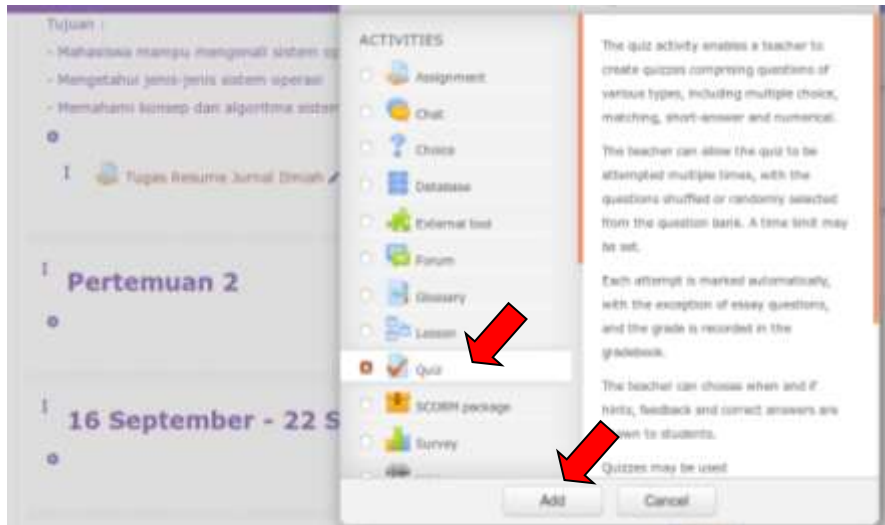 Tujuan :
- Mahasiswa mampu mengenali sistem op
- Mengetahui jenis-jenis sistem operasi
- Memahami konsep dan algoritma sistem
Tugas Resume Jurnal Ilmiah
Pertemuan 2
16 September - 22 S
ACTIVITIES
Assignment
Chat
Choice
Database
External tool
Forum
Glossary
Lesson
Quiz
SCORM package
Survey
The quiz activity enables a teacher to
create quizzes comprising questions of
various types, including multiple choice,
matching, short-answer and numerical.
The teacher can allow the quiz to be
attempted multiple times, with the
questions shuffled or randomly selected
from the question bank. A time limit may
be set.
Each attempt is marked automatically,
with the exception of essay questions,
and the grade is recorded in the
gradebook.
The teacher can choose when and if
hints, feedback and correct answers are
shown to students.
Quizzes may be used
Add
Cancel